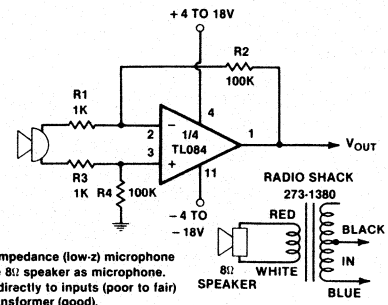 +4 TO 18V
R2
100K
R1
1K
4
2
−
1/4
TL084
1
VOUT
3
+
R3
1K
R4
100K
11
−4 TO
−18V
RADIO SHACK
273-1380
RED
BLACK
IN
WHITE
BLUE
8Ω
SPEAKER
mpedance (low-z) microphone
8Ω speaker as microphone.
directly to inputs (poor to fair)
ansformer (good).